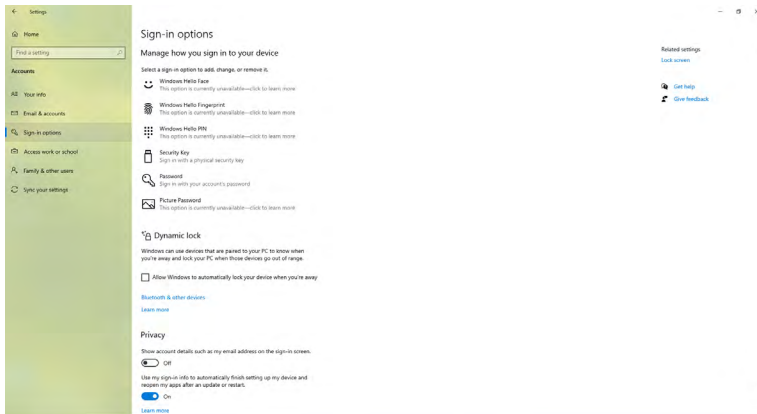 Settings
Home
Find a setting
Accounts
Your info
Email & accounts
Sign-in options
Access work or school
Family & other users
Sync your settings
Sign-in options
Manage how you sign in to your device
Select a sign-in option to add, change, or remove it.
Windows Hello Face
This option is currently unavailable—click to learn more
Windows Hello Fingerprint
This option is currently unavailable—click to learn more
Windows Hello PIN
This option is currently unavailable—click to learn more
Security Key
Sign in with a physical security key
Password
Sign in with your account's password
Picture Password
This option is currently unavailable—click to learn more
Dynamic lock
Windows can use devices that are paired to your PC to know when
you're away and lock your PC when those devices go out of range.
Allow Windows to automatically lock your device when you're away
Bluetooth & other devices
Learn more
Privacy
Show account details such as my email address on the sign-in screen.
Off
Use my sign-in info to automatically finish setting up my device and
reopen my apps after an update or restart.
On
Learn more
Related settings
Lock screen
Get help
Give feedback